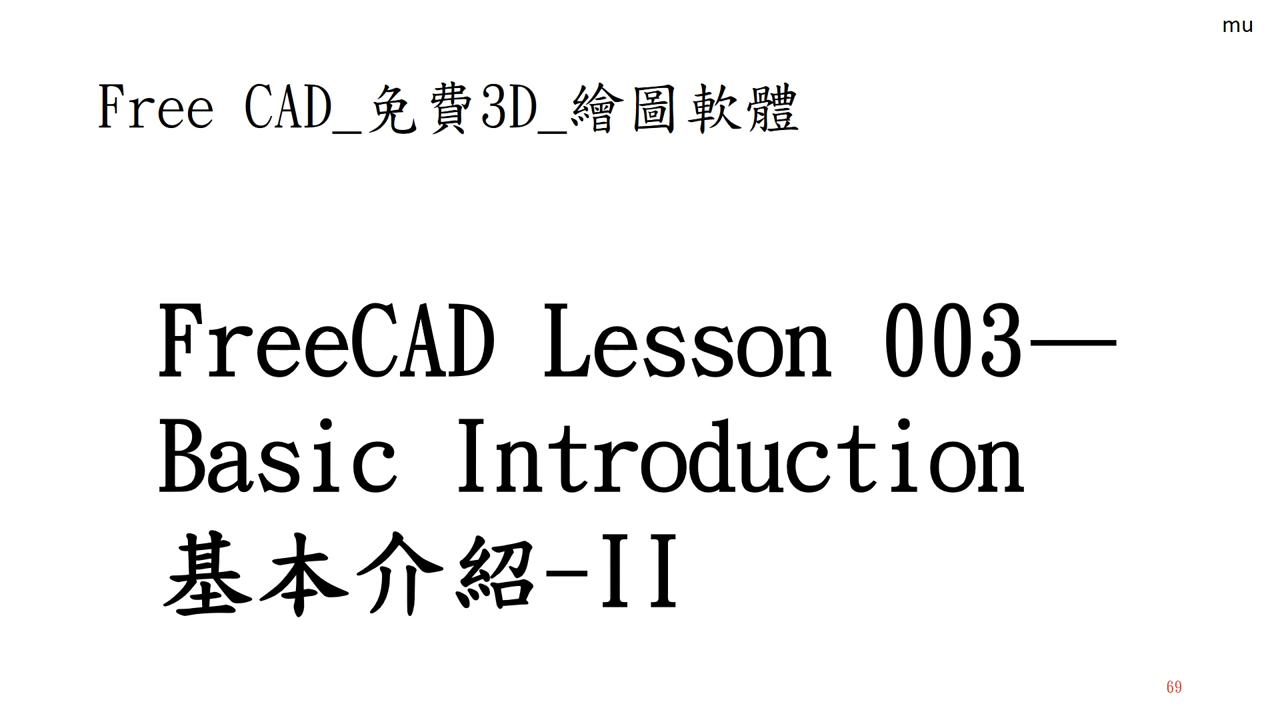 mu
Free CAD_免費3D_繪圖軟體
FreeCAD Lesson 003—
Basic Introduction
基本介紹-II
69